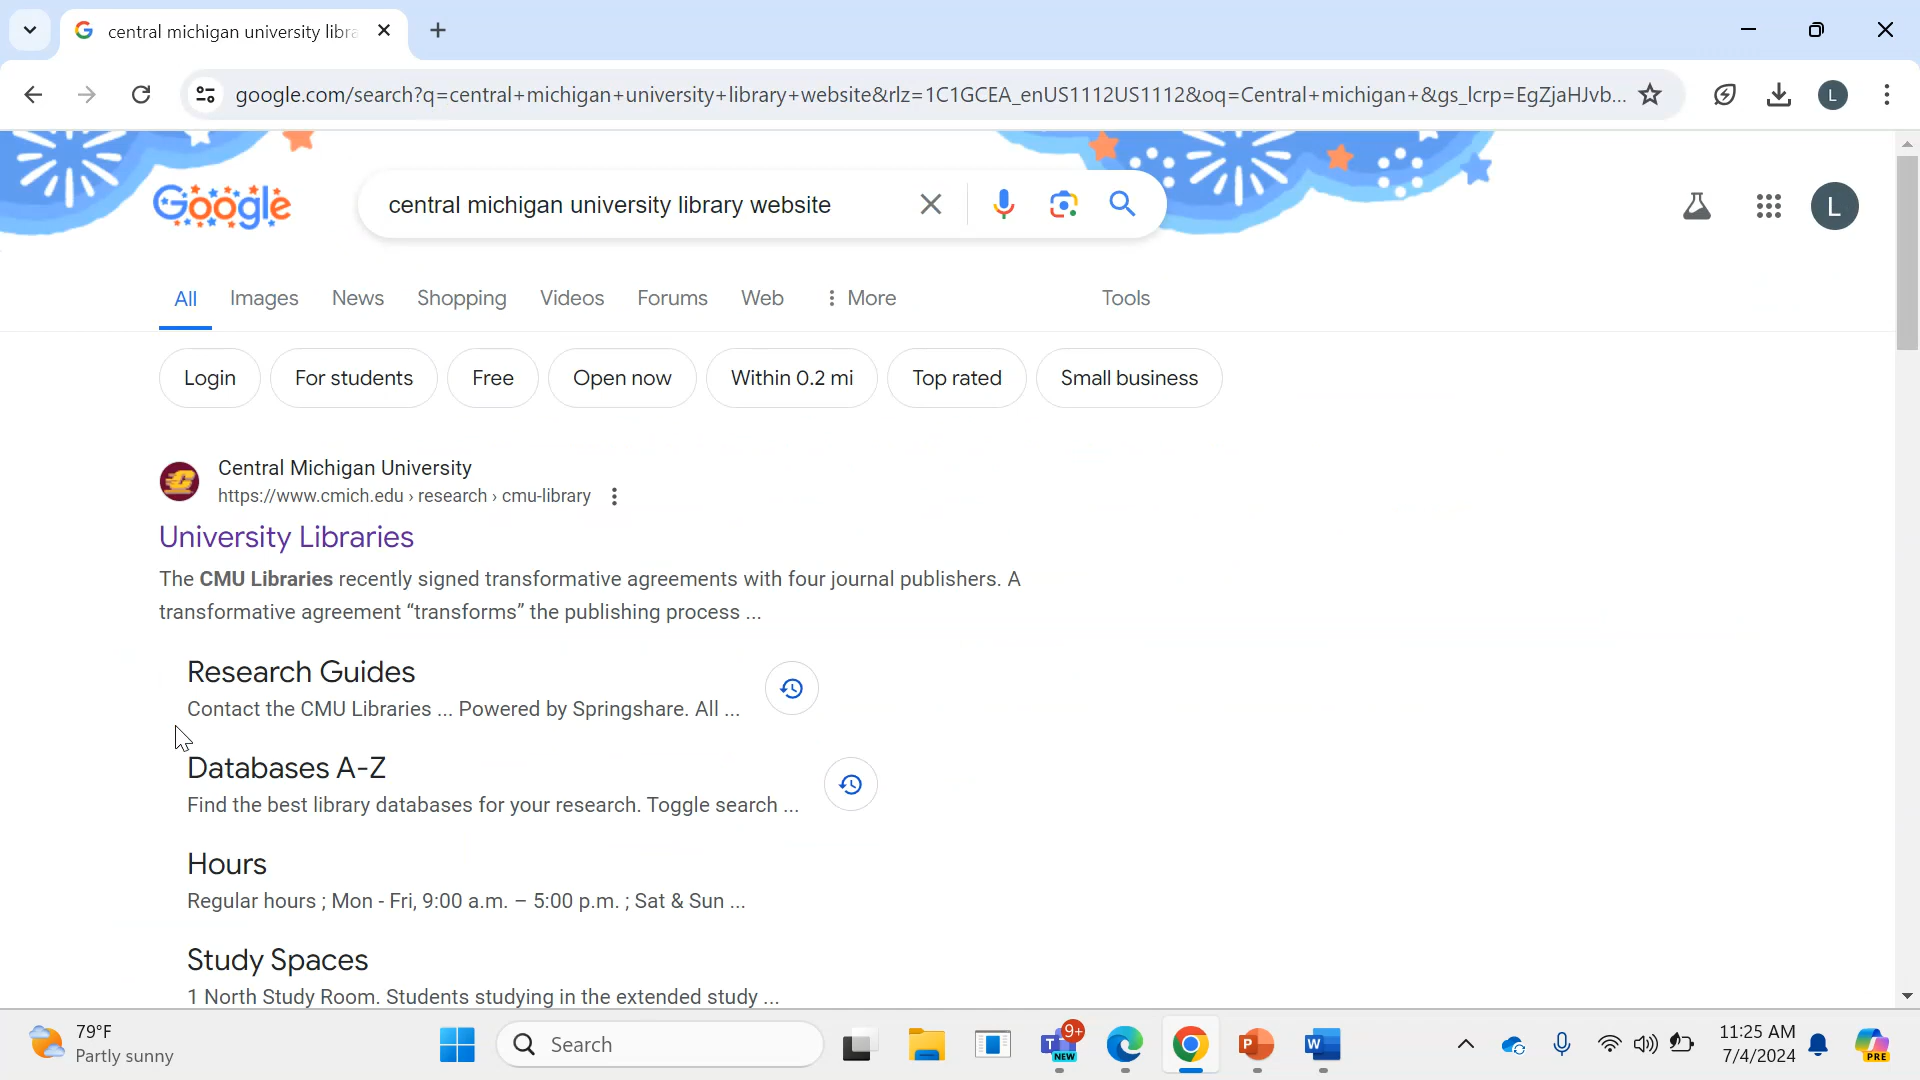 central michigan university libra
google.com/search?q=central+michigan+university+library+website&rlz=1C1GCEA_enUS1112US1112&oq=Central+michigan+&gs_lcrp=EgZjaHJvb...
L
Google
central michigan university library website
L
All Images News Shopping Videos Forums Web More Tools
Login For students Free Open now Within 0.2 mi Top rated Small business
Central Michigan University
https://www.cmich.edu › research › cmu-library
University Libraries
The CMU Libraries recently signed transformative agreements with four journal publishers. A
transformative agreement “transforms” the publishing process ...
Research Guides
Contact the CMU Libraries ... Powered by Springshare. All ...
Databases A-Z
Find the best library databases for your research. Toggle search ...
Hours
Regular hours ; Mon - Fri, 9:00 a.m. – 5:00 p.m. ; Sat & Sun ...
Study Spaces
1 North Study Room. Students studying in the extended study ...
79°F
Partly sunny
Search
9+
T
NEW
P
W
11:25 AM
7/4/2024
PRE